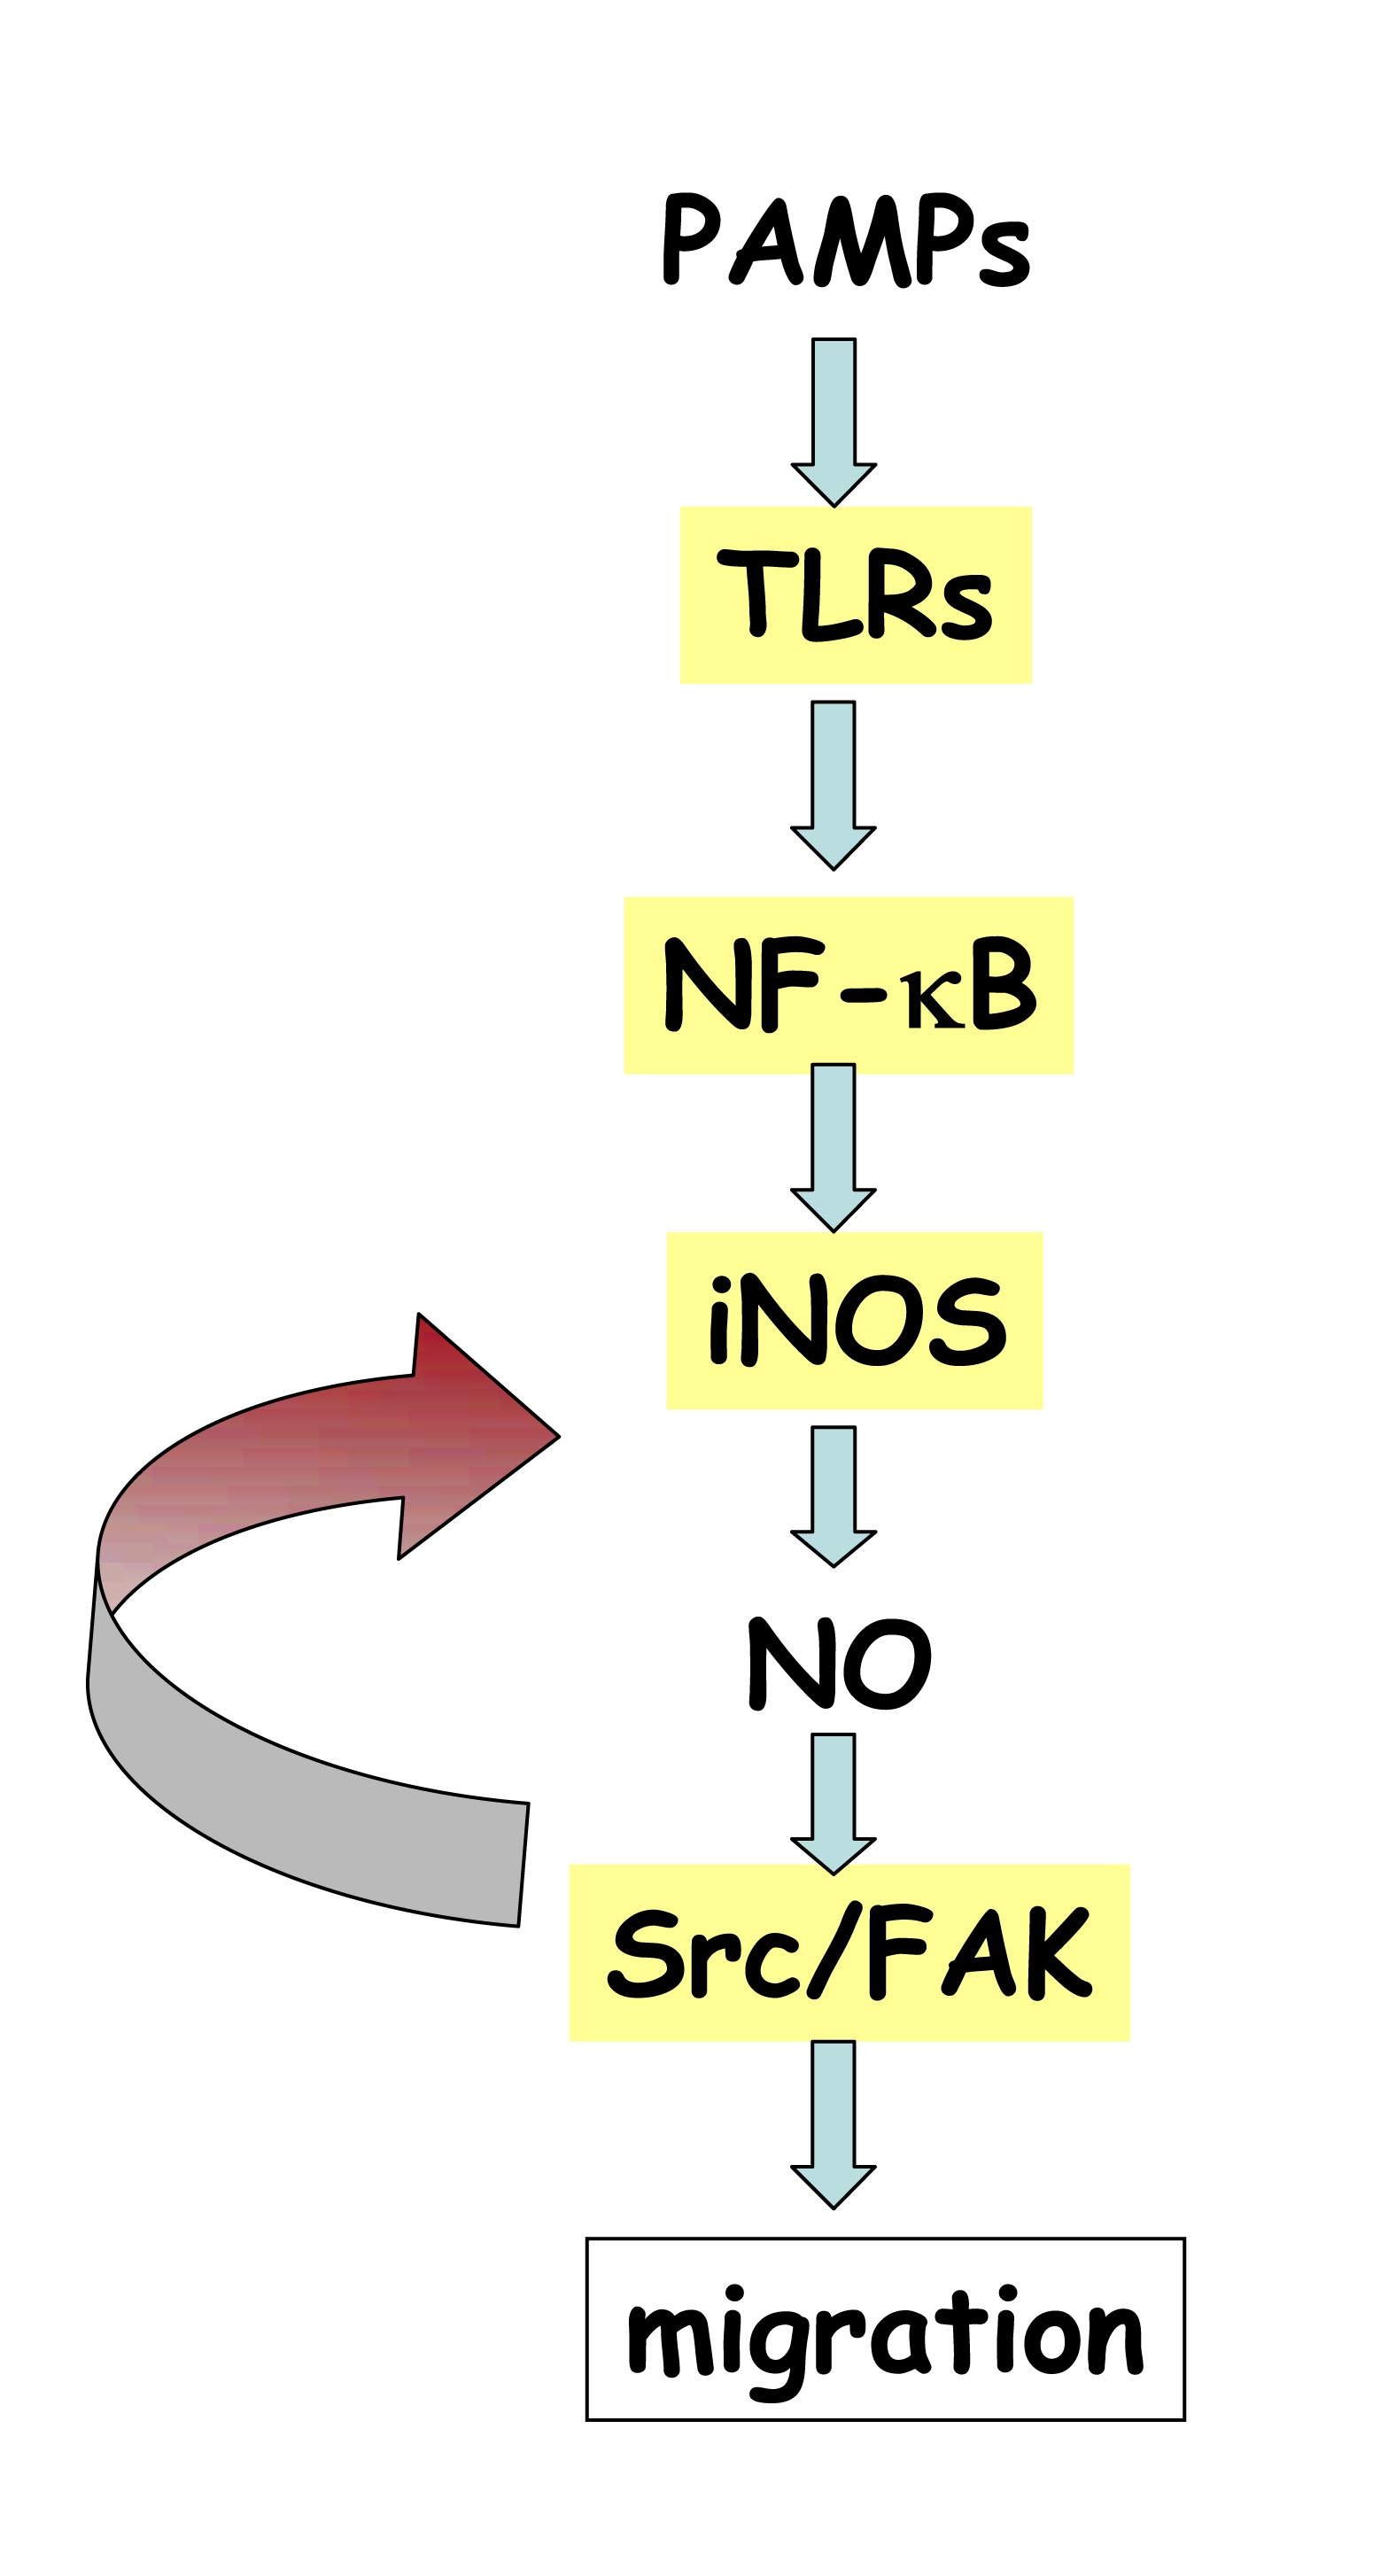 PAMPs
TLRs
NF-κB
iNOS
NO
Src/FAK
migration